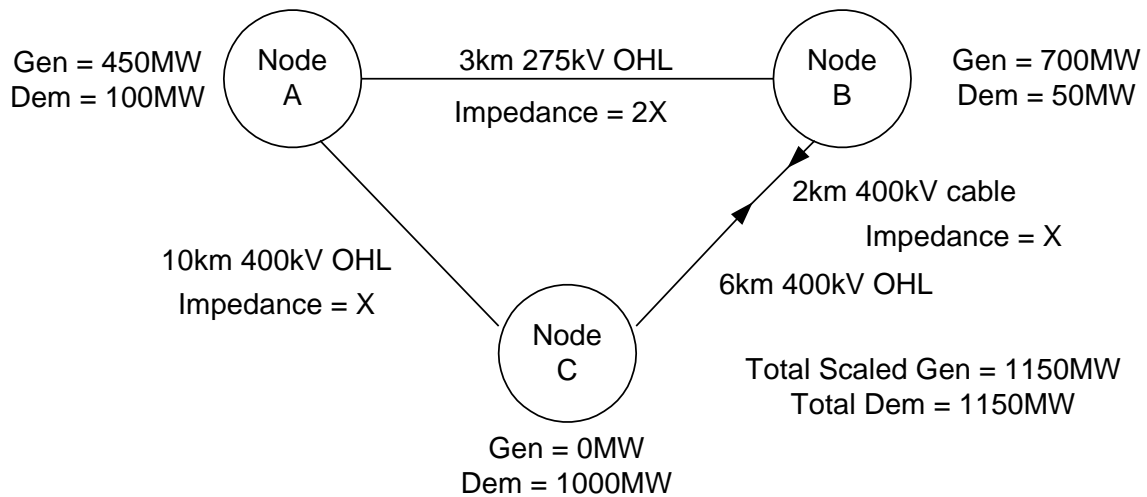 Gen = 450MW
Dem = 100MW
Node
A
3km 275kV OHL
Impedance = 2X
Node
B
Gen = 700MW
Dem = 50MW
2km 400kV cable
Impedance = X
10km 400kV OHL
Impedance = X
6km 400kV OHL
Node
C
Total Scaled Gen = 1150MW
Total Dem = 1150MW
Gen = 0MW
Dem = 1000MW